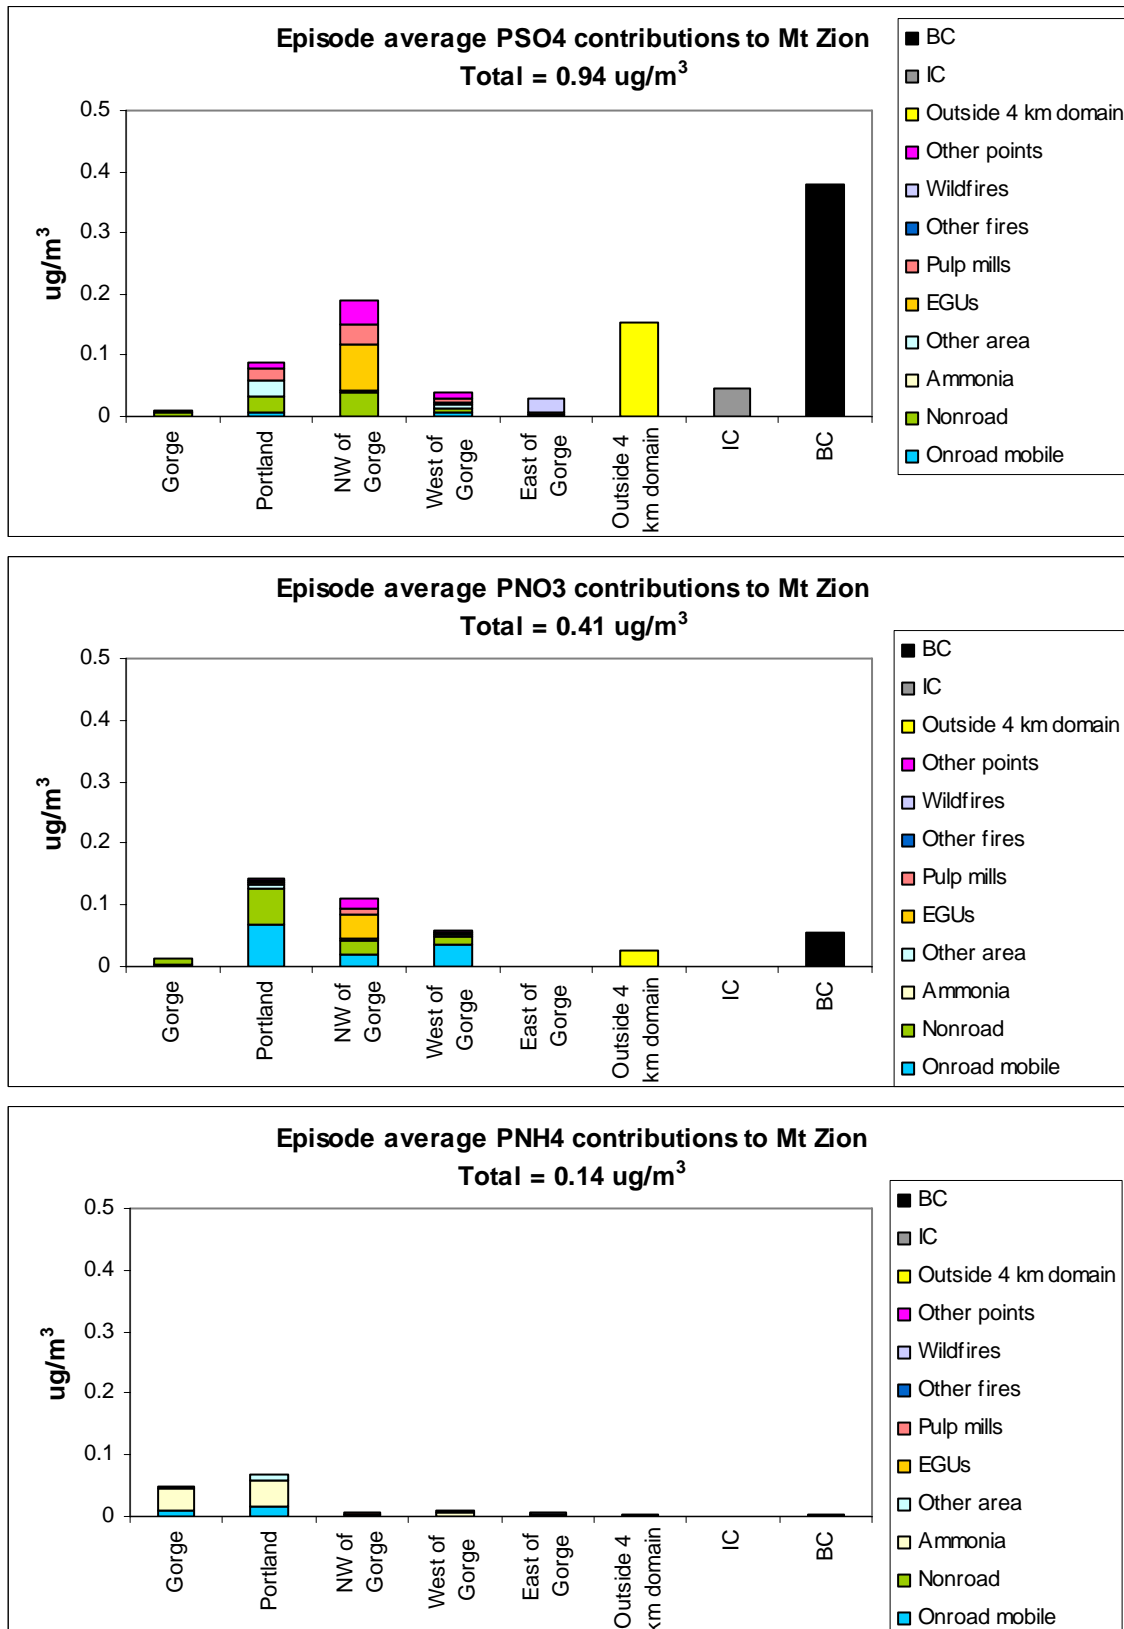 Episode average PSO4 contributions to Mt Zion
Total = 0.94 ug/m³
ug/m³
0.5
0.4
0.3
0.2
0.1
0
Gorge
Portland
NW of
Gorge
West of
Gorge
East of
Gorge
Outside 4
km domain
IC
BC
BC
IC
Outside 4 km domain
Other points
Wildfires
Other fires
Pulp mills
EGUs
Other area
Ammonia
Nonroad
Onroad mobile
Episode average PNO3 contributions to Mt Zion
Total = 0.41 ug/m³
ug/m³
0.5
0.4
0.3
0.2
0.1
0
Gorge
Portland
NW of
Gorge
West of
Gorge
East of
Gorge
Outside 4
km domain
IC
BC
BC
IC
Outside 4 km domain
Other points
Wildfires
Other fires
Pulp mills
EGUs
Other area
Ammonia
Nonroad
Onroad mobile
Episode average PNH4 contributions to Mt Zion
Total = 0.14 ug/m³
ug/m³
0.5
0.4
0.3
0.2
0.1
0
Gorge
Portland
NW of
Gorge
West of
Gorge
East of
Gorge
Outside 4
km domain
IC
BC
BC
IC
Outside 4 km domain
Other points
Wildfires
Other fires
Pulp mills
EGUs
Other area
Ammonia
Nonroad
Onroad mobile